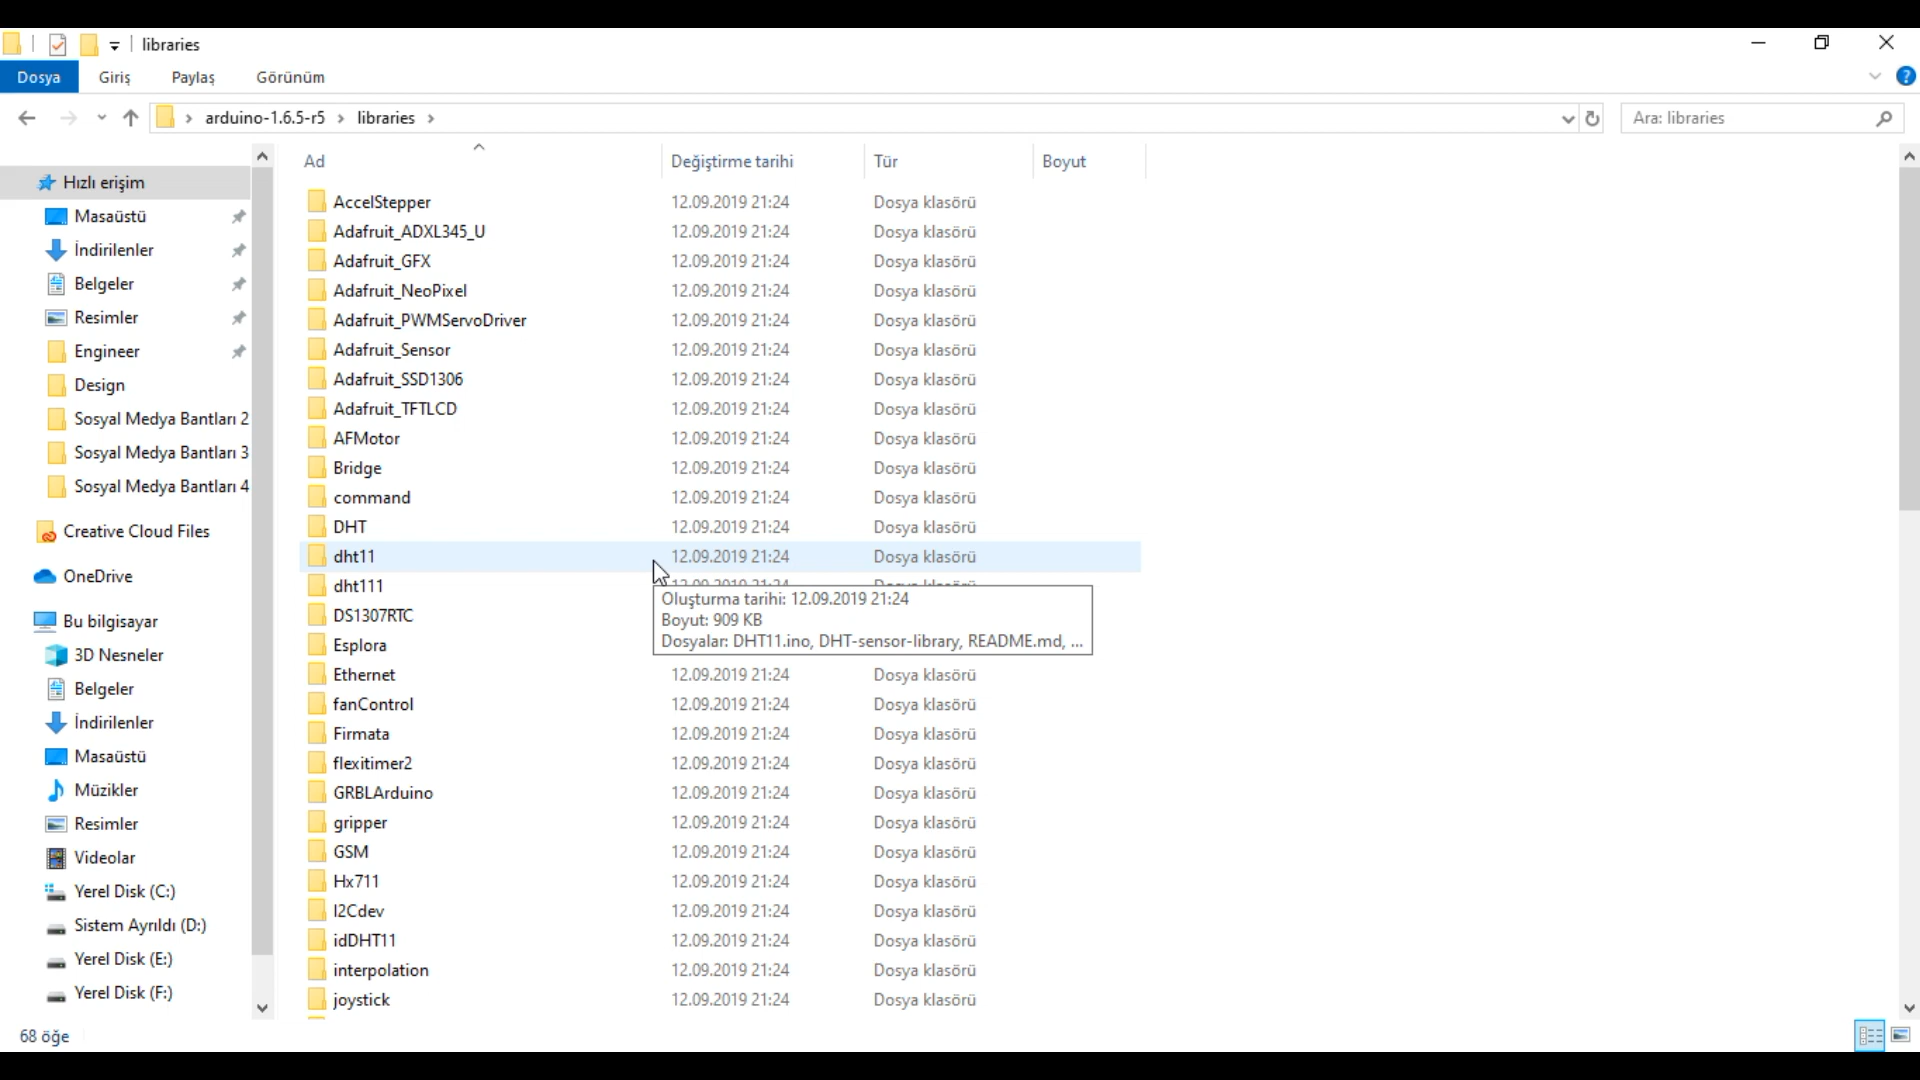 libraries
Dosya Giriş Paylaş Görünüm
arduino-1.6.5-r5 › libraries ›
Ara: libraries
Hızlı erişim
Masaüstü
İndirilenler
Belgeler
Resimler
Engineer
Design
Sosyal Medya Bantları 2
Sosyal Medya Bantları 3
Sosyal Medya Bantları 4
Creative Cloud Files
OneDrive
Bu bilgisayar
3D Nesneler
Belgeler
İndirilenler
Masaüstü
Müzikler
Resimler
Videolar
Yerel Disk (C:)
Sistem Ayrıldı (D:)
Yerel Disk (E:)
Yerel Disk (F:)
Ad Değiştirme tarihi Tür Boyut
AccelStepper 12.09.2019 21:24 Dosya klasörü
Adafruit_ADXL345_U 12.09.2019 21:24 Dosya klasörü
Adafruit_GFX 12.09.2019 21:24 Dosya klasörü
Adafruit_NeoPixel 12.09.2019 21:24 Dosya klasörü
Adafruit_PWMServoDriver 12.09.2019 21:24 Dosya klasörü
Adafruit_Sensor 12.09.2019 21:24 Dosya klasörü
Adafruit_SSD1306 12.09.2019 21:24 Dosya klasörü
Adafruit_TFTLCD 12.09.2019 21:24 Dosya klasörü
AFMotor 12.09.2019 21:24 Dosya klasörü
Bridge 12.09.2019 21:24 Dosya klasörü
command 12.09.2019 21:24 Dosya klasörü
DHT 12.09.2019 21:24 Dosya klasörü
dht11 12.09.2019 21:24 Dosya klasörü
dht111
Oluşturma tarihi: 12.09.2019 21:24
Boyut: 909 KB
Dosyalar: DHT11.ino, DHT-sensor-library, README.md, ...
DS1307RTC
Esplora
Ethernet 12.09.2019 21:24 Dosya klasörü
fanControl 12.09.2019 21:24 Dosya klasörü
Firmata 12.09.2019 21:24 Dosya klasörü
flexitimer2 12.09.2019 21:24 Dosya klasörü
GRBLArduino 12.09.2019 21:24 Dosya klasörü
gripper 12.09.2019 21:24 Dosya klasörü
GSM 12.09.2019 21:24 Dosya klasörü
Hx711 12.09.2019 21:24 Dosya klasörü
I2Cdev 12.09.2019 21:24 Dosya klasörü
idDHT11 12.09.2019 21:24 Dosya klasörü
interpolation 12.09.2019 21:24 Dosya klasörü
joystick 12.09.2019 21:24 Dosya klasörü
68 öğe